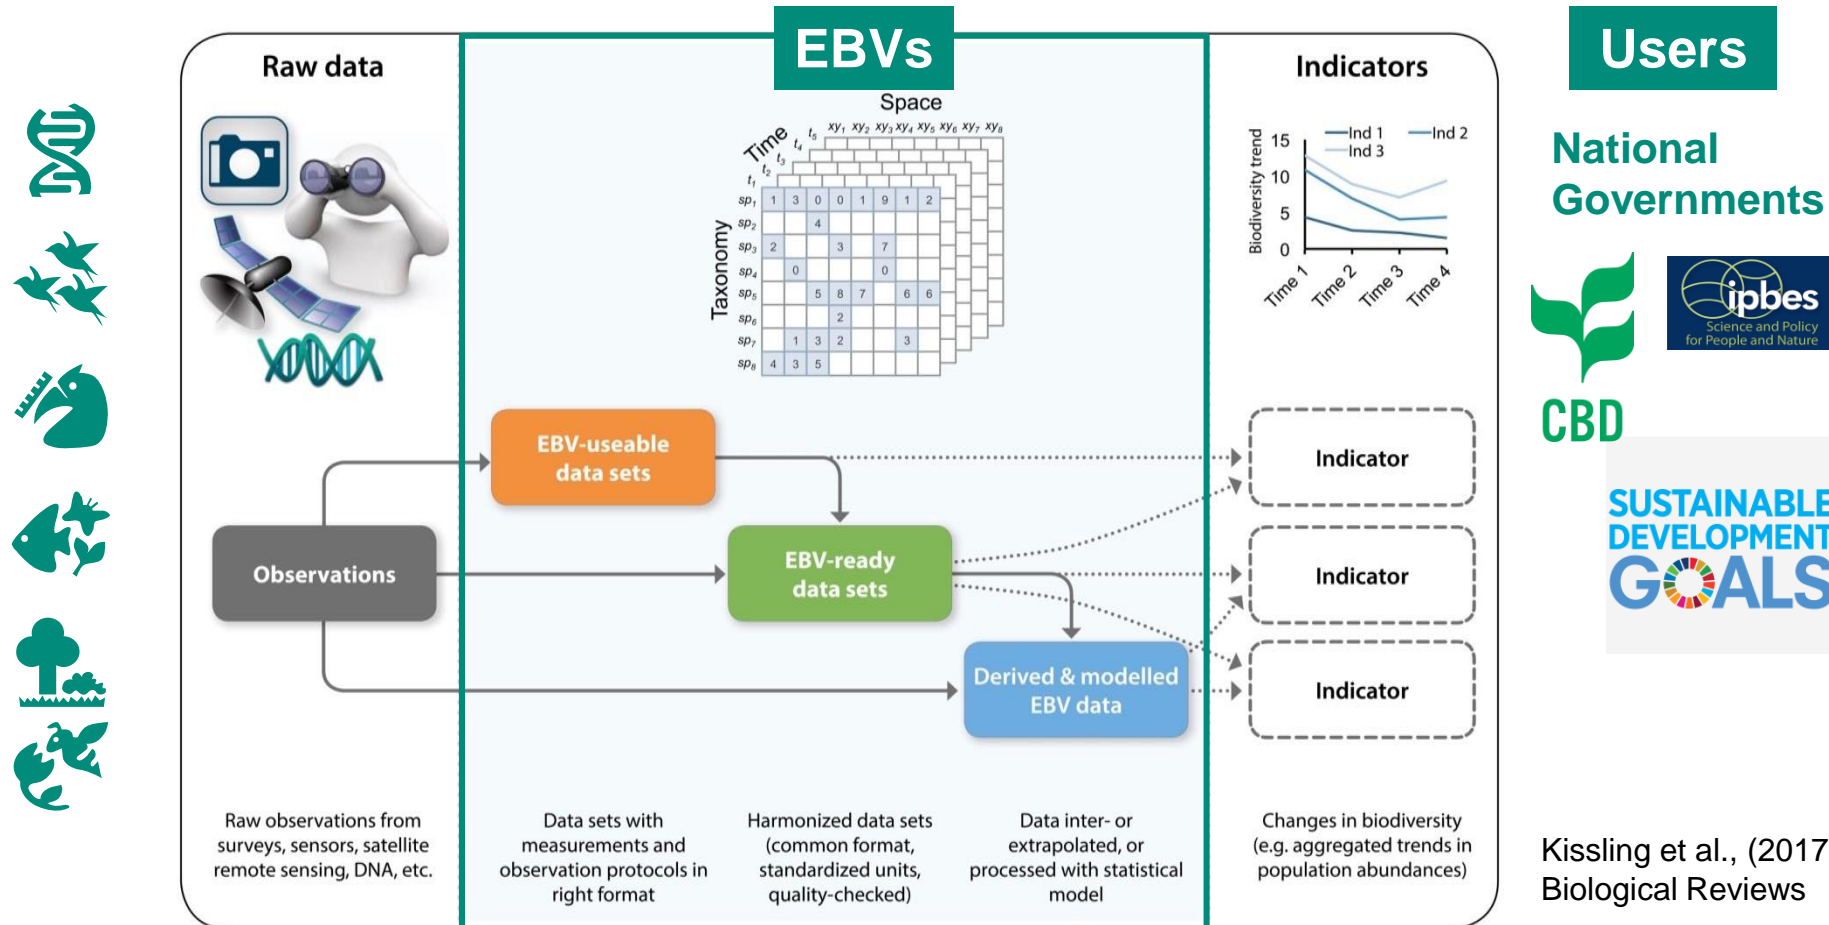 EBVs
Users
Raw data
Indicators
Space
xy1 xy2 xy3 xy4 xy5 xy6 xy7 xy8
Time
t5
t4
t3
t2
t1
Taxonomy
sp1 1 3 0 0 1 9 1 2
sp2 4
sp3 2 3 7
sp4 0 0
sp5 5 8 7 6 6
sp6 2
sp7 1 3 2 3
sp8 4 3 5
Biodiversity trend
15
10
5
0
Ind 1
Ind 2
Ind 3
Time 1
Time 2
Time 3
Time 4
National
Governments
ipbes
Science and Policy
for People and Nature
CBD
SUSTAINABLE
DEVELOPMENT
GOALS
EBV-useable
data sets
Observations
EBV-ready
data sets
Derived & modelled
EBV data
Indicator
Indicator
Indicator
Raw observations from
surveys, sensors, satellite
remote sensing, DNA, etc.
Data sets with
measurements and
observation protocols in
right format
Harmonized data sets
(common format,
standardized units,
quality-checked)
Data inter- or
extrapolated, or
processed with statistical
model
Changes in biodiversity
(e.g. aggregated trends in
population abundances)
Kissling et al., (2017
Biological Reviews